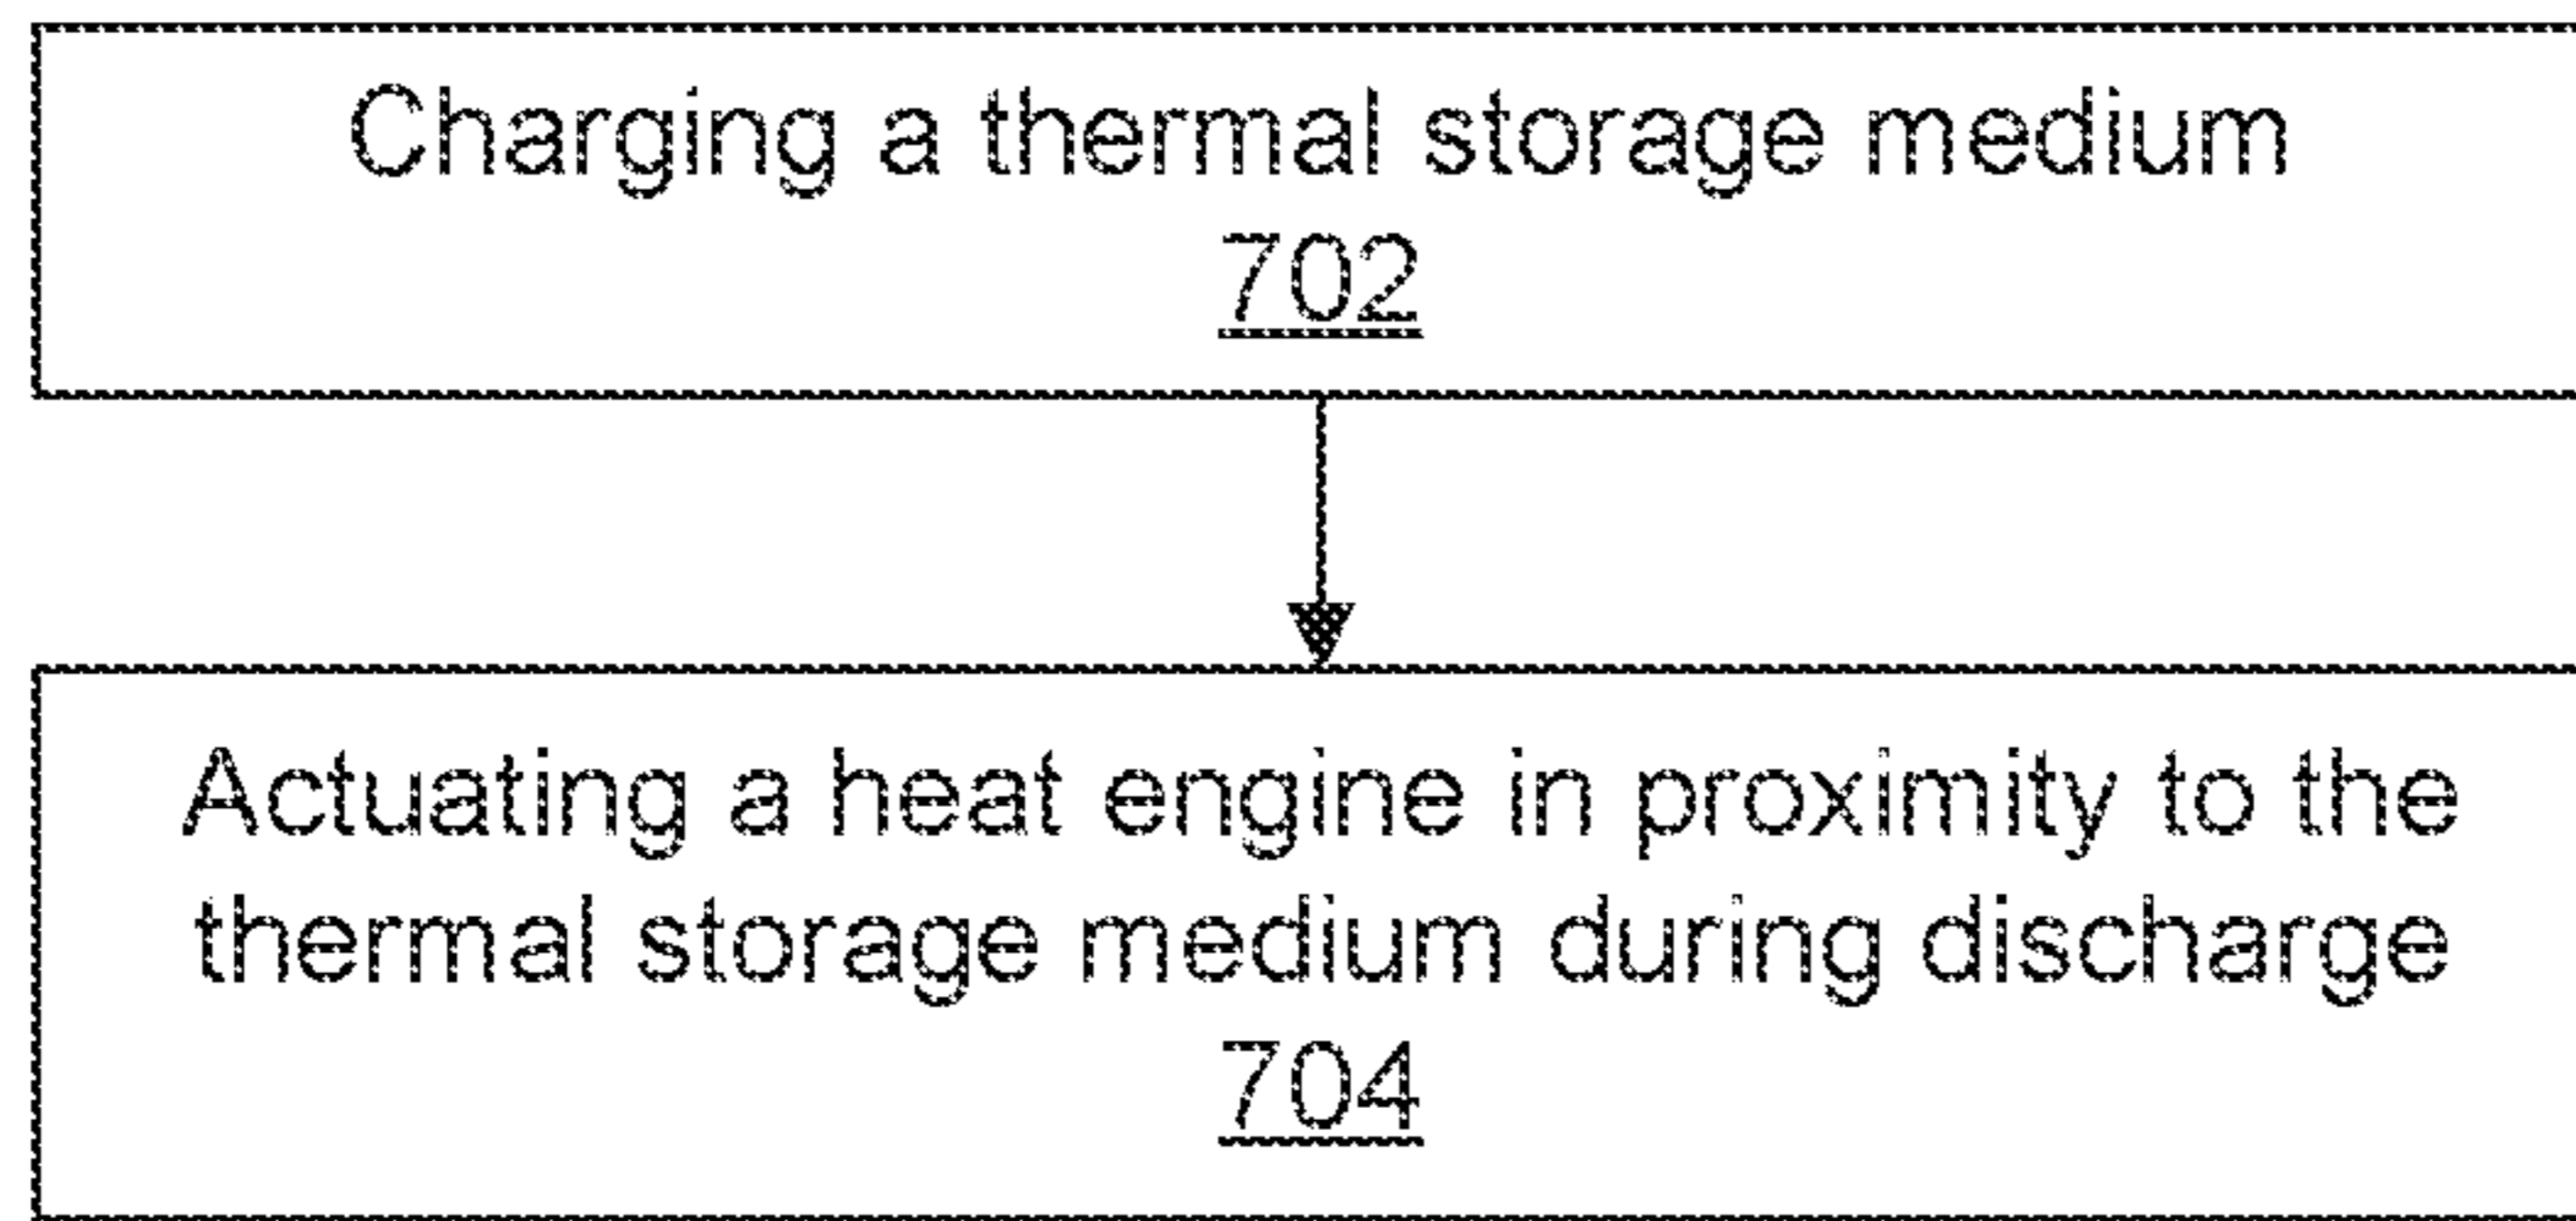 Charging a thermal storage medium
702
Actuating a heat engine in proximity to the
thermal storage medium during discharge
704